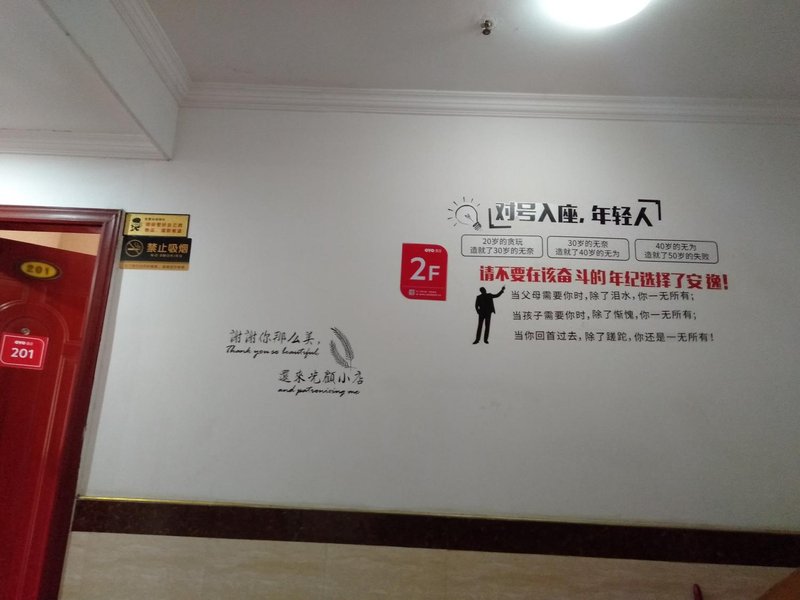 对号入座,年轻人
20岁的贪玩
造就了30岁的无奈
30岁的无奈
造就了40岁的无为
40岁的无为
造就了50岁的失败
请不要在该奋斗的年纪选择了安逸!
当父母需要你时,除了泪水,你一无所有;
当孩子需要你时,除了惭愧,你一无所有;
当你回首过去,除了蹉跎,你还是一无所有!
OYO
2F
禁止吸烟
201
OYO
201
謝謝你那么美,
Thank you so beautiful
還来光顧小店
and patronising me